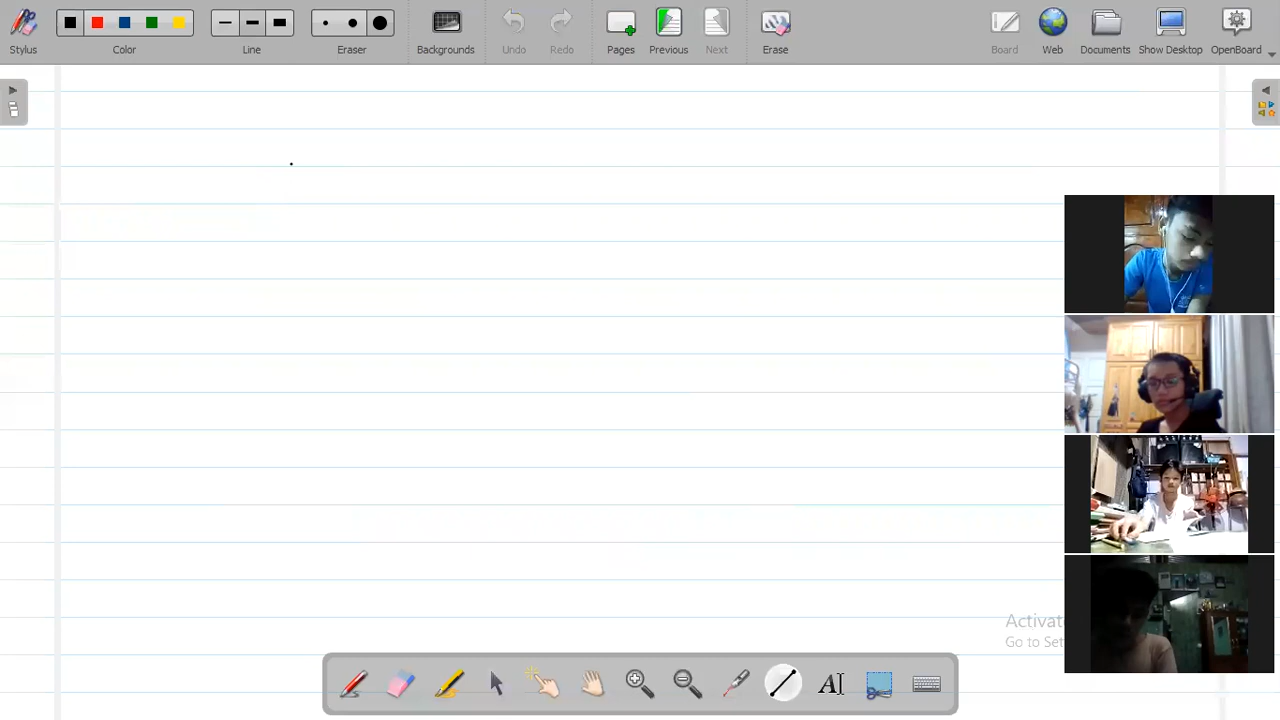 Stylus Color Line Eraser Backgrounds Undo Redo Pages Previous Next Erase Board Web Documents Show Desktop OpenBoard
Activat
Go to Set
AI